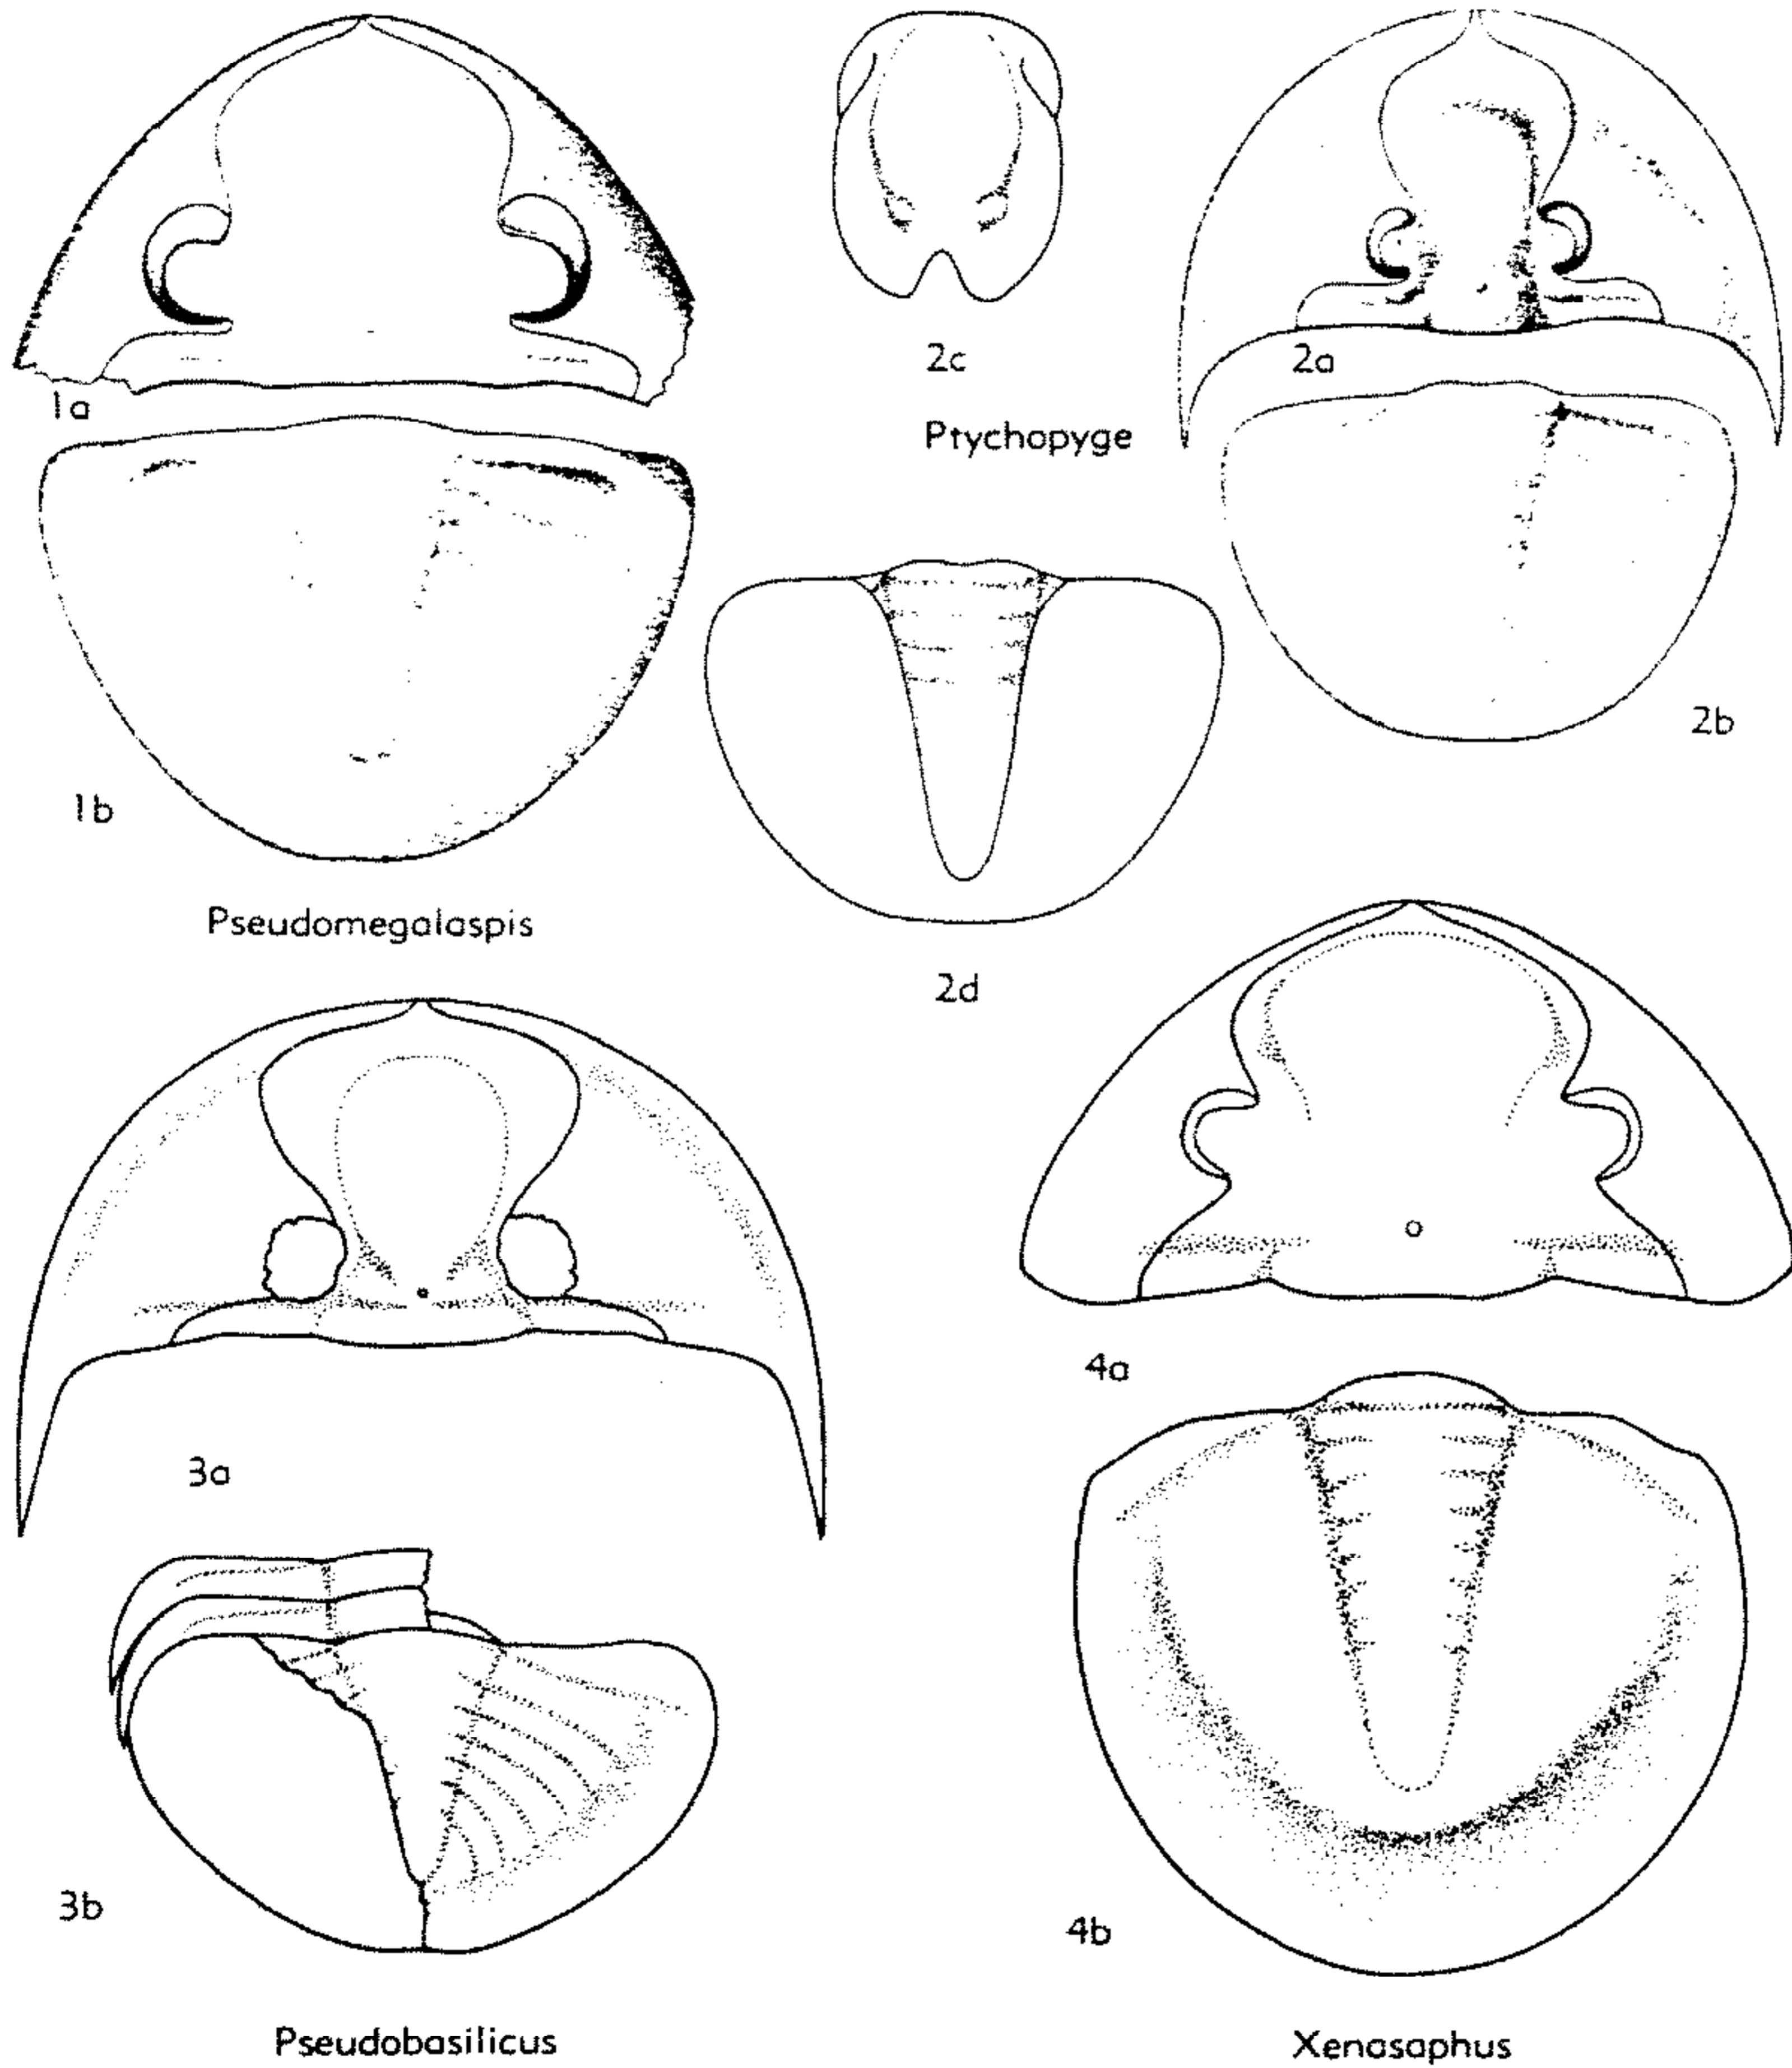 1a
2c
2a
Ptychopyge
1b
2b
Pseudomegalaspis
2d
4a
3a
3b
4b
Pseudobasilicus
Xenasaphus